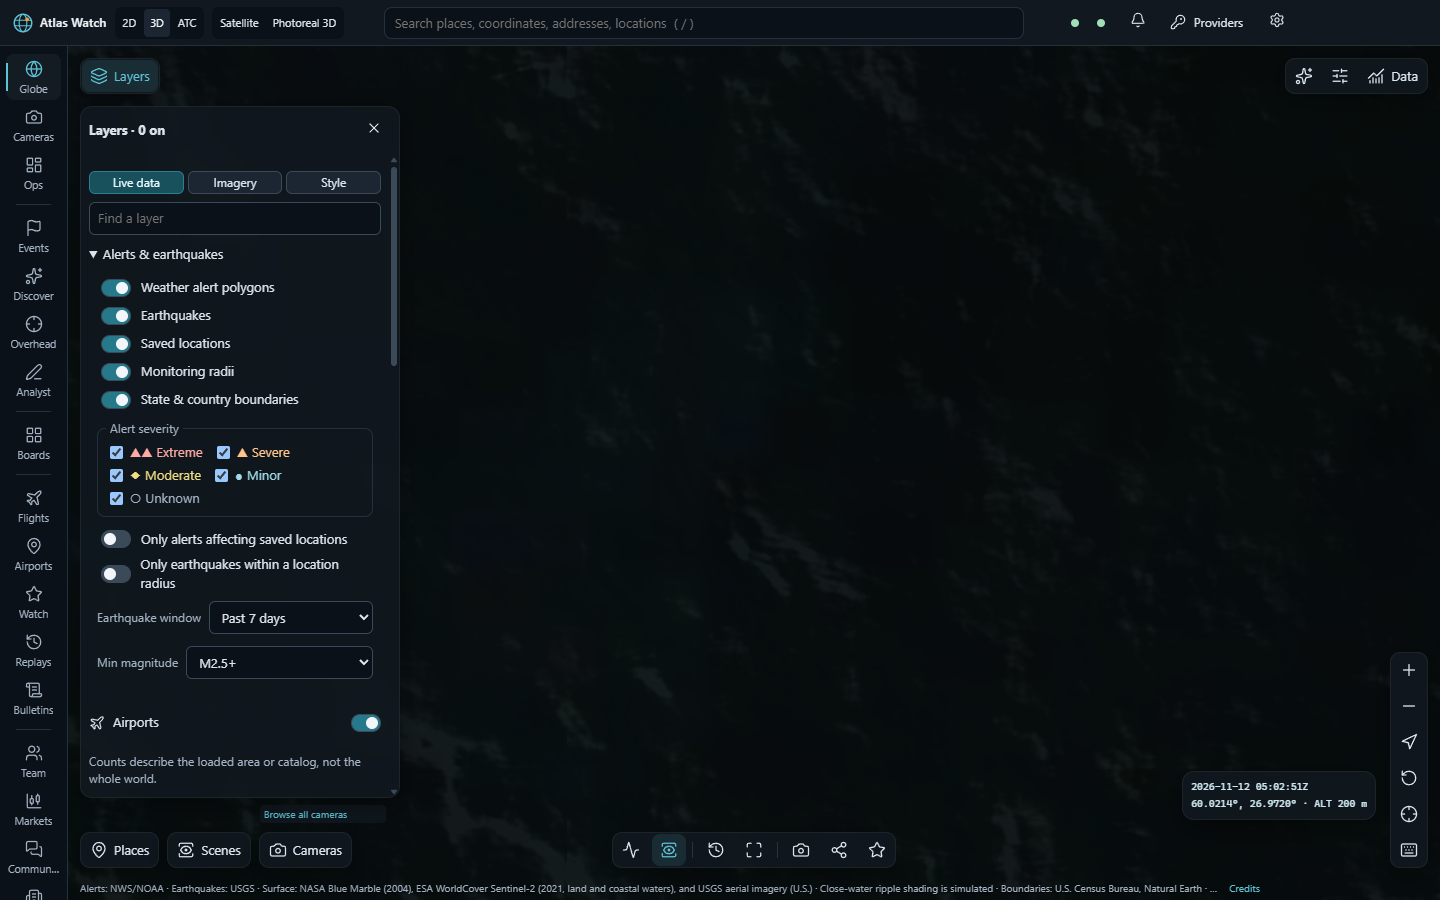 Atlas Watch
2D
3D
ATC
Satellite
Photoreal 3D
Search places, coordinates, addresses, locations ( / )
Providers
Globe
Cameras
Ops
Events
Discover
Overhead
Analyst
Boards
Flights
Airports
Watch
Replays
Bulletins
Team
Markets
Commun...
Layers
Data
Layers · 0 on
Live data
Imagery
Style
Find a layer
Alerts & earthquakes
Weather alert polygons
Earthquakes
Saved locations
Monitoring radii
State & country boundaries
Alert severity
Extreme
Severe
Moderate
Minor
Unknown
Only alerts affecting saved locations
Only earthquakes within a location
radius
Earthquake window
Past 7 days
Min magnitude
M2.5+
Airports
Counts describe the loaded area or catalog, not the
whole world.
Browse all cameras
Places
Scenes
Cameras
2026-11-12 05:02:51Z
60.0214°, 26.9720° · ALT 200 m
Alerts: NWS/NOAA · Earthquakes: USGS · Surface: NASA Blue Marble (2004), ESA WorldCover Sentinel-2 (2021, land and coastal waters), and USGS aerial imagery (U.S.) · Close-water ripple shading is simulated · Boundaries: U.S. Census Bureau, Natural Earth · ...
Credits